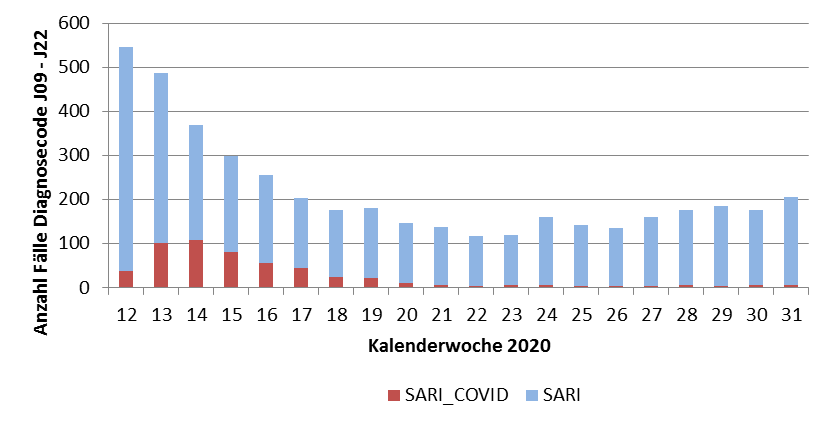 Anzahl Fälle Diagnosecode J09 - J22
600
500
400
300
200
100
0
12 13 14 15 16 17 18 19 20 21 22 23 24 25 26 27 28 29 30 31
Kalenderwoche 2020
SARI_COVID SARI